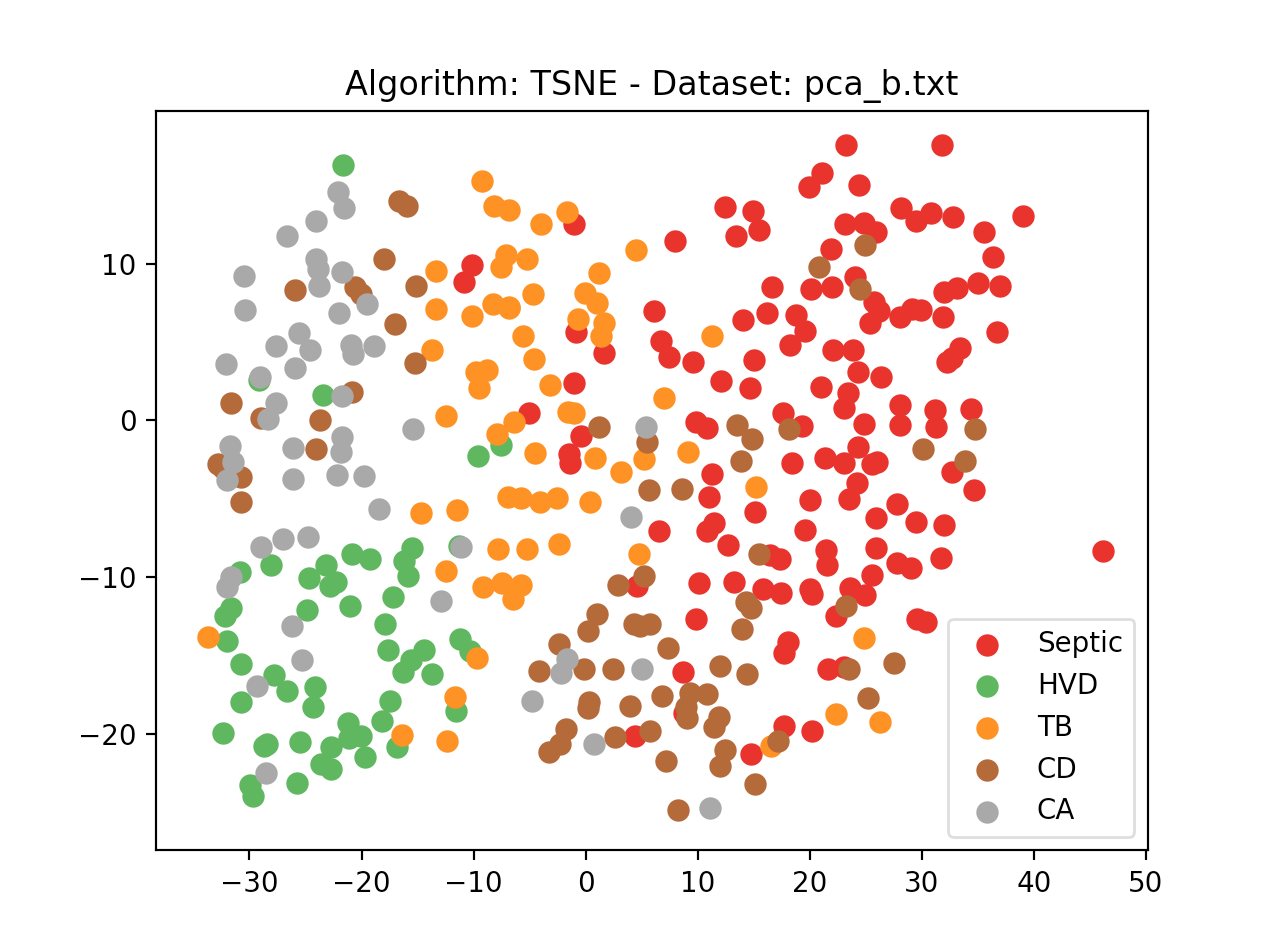 Algorithm: TSNE - Dataset: pca_b.txt
10
0
−10
−20
Septic
HVD
TB
CD
CA
−30 −20 −10 0 10 20 30 40 50